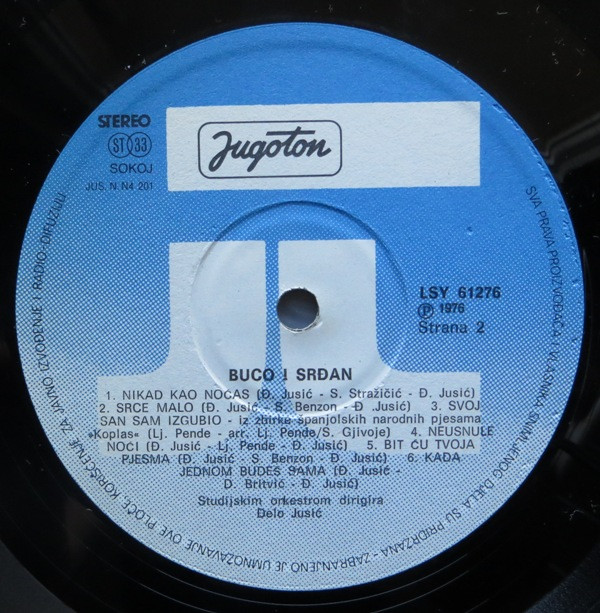 STEREO
ST 33
SOKOJ
JUS. N. N4 201
Jugoton
LSY 61276
Ⓟ 1976
Strana 2
BUCO I SRĐAN
1. NIKAD KAO NOĆAS (Đ. Jusić - S. Stražičić - Đ. Jusić)
2. SRCE MALO (Đ. Jusić - S. Benzon - Đ .Jusić) 3. SVOJ
SAN SAM IZGUBIO - iz zbirke španjolskih narodnih pjesama
»Koplas« (Lj. Pende - arr. Lj. Pende/S. Gjivoje) 4. NEUSNULE
NOĆI (Đ. Jusić - Lj. Pende - Đ. Jusić) 5. BIT ĆU TVOJA
PJESMA (Đ. Jusić - S. Benzon - Đ. Jusić) 6. KADA
JEDNOM BUDEŠ SAMA (Đ. Jusić -
D. Britvić - Đ. Jusić)
Studijskim orkestrom dirigira
Đelo Jusić
SVA PRAVA PROIZVOĐAČA I VLASNIKA SNIMLJENOG DJELA SU PRIDRŽANA - ZABRANJENO JE UMNOŽAVANJE OVE PLOČE, KORIŠĆENJE ZA JAVNO IZVOĐENJE I RADIO-DIFUZIJU